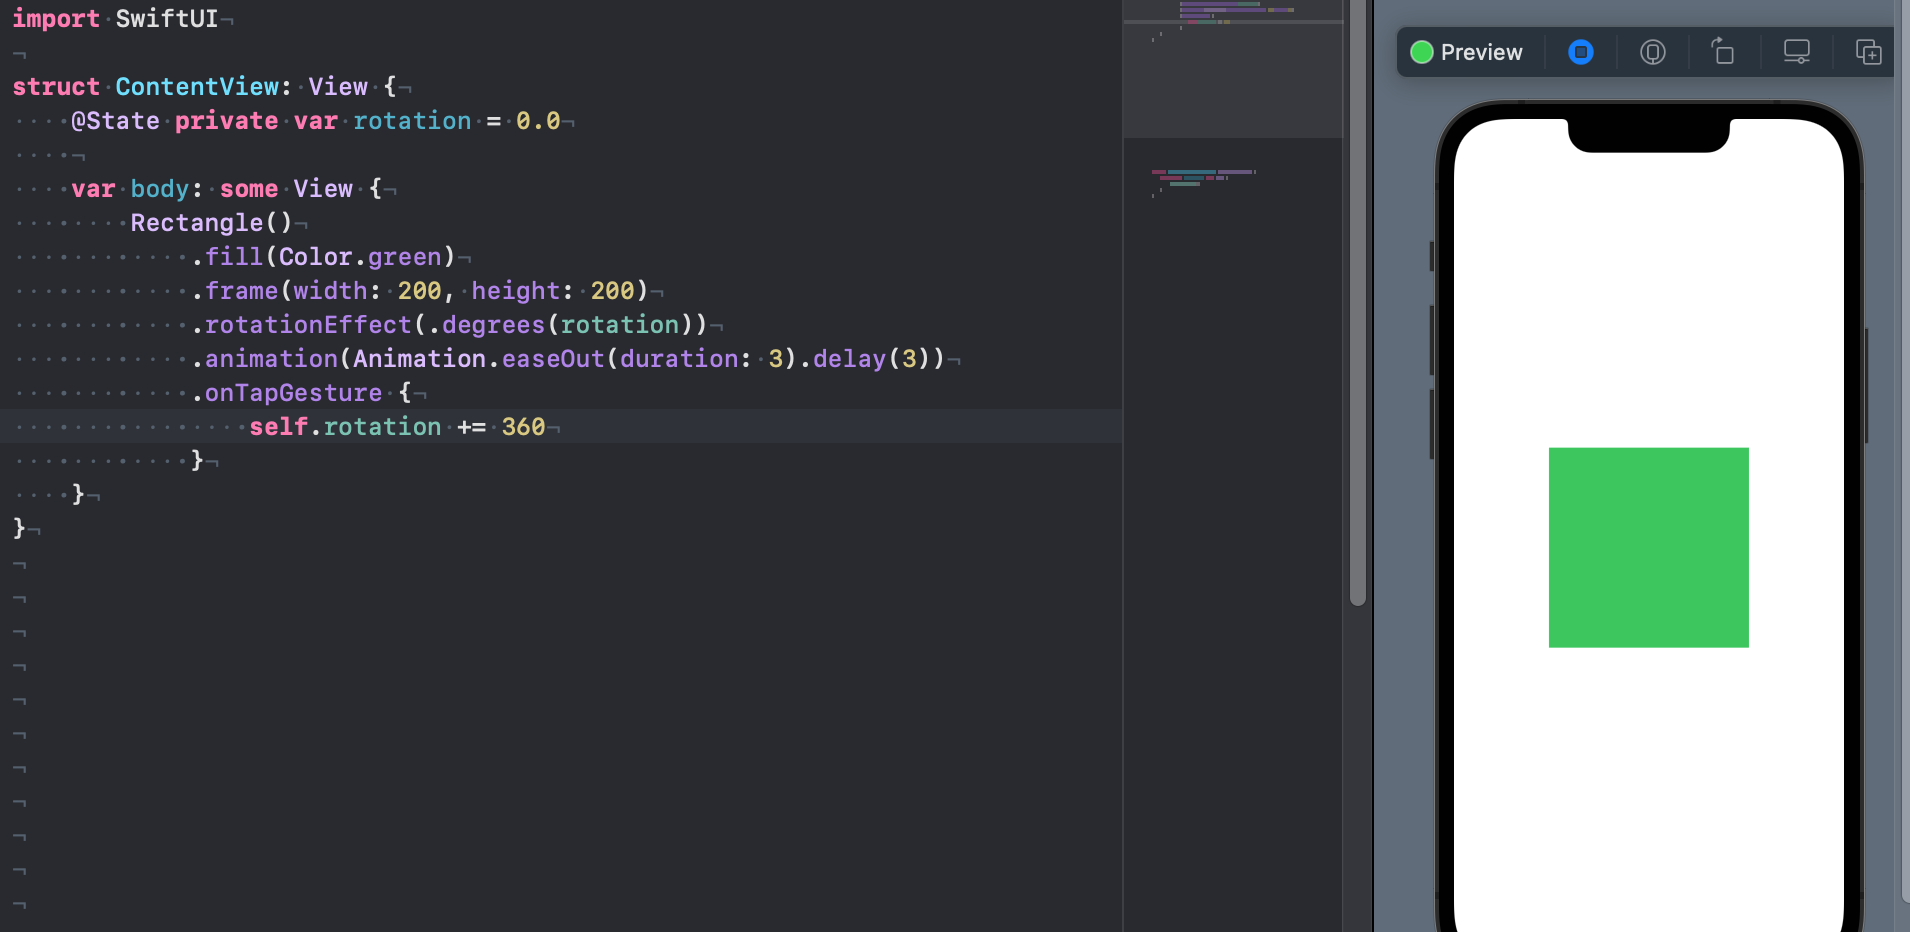 import SwiftUI
struct ContentView: View {
    @State private var rotation = 0.0
    var body: some View {
        Rectangle()
            .fill(Color.green)
            .frame(width: 200, height: 200)
            .rotationEffect(.degrees(rotation))
            .animation(Animation.easeOut(duration: 3).delay(3))
            .onTapGesture {
                self.rotation += 360
            }
    }
}
Preview